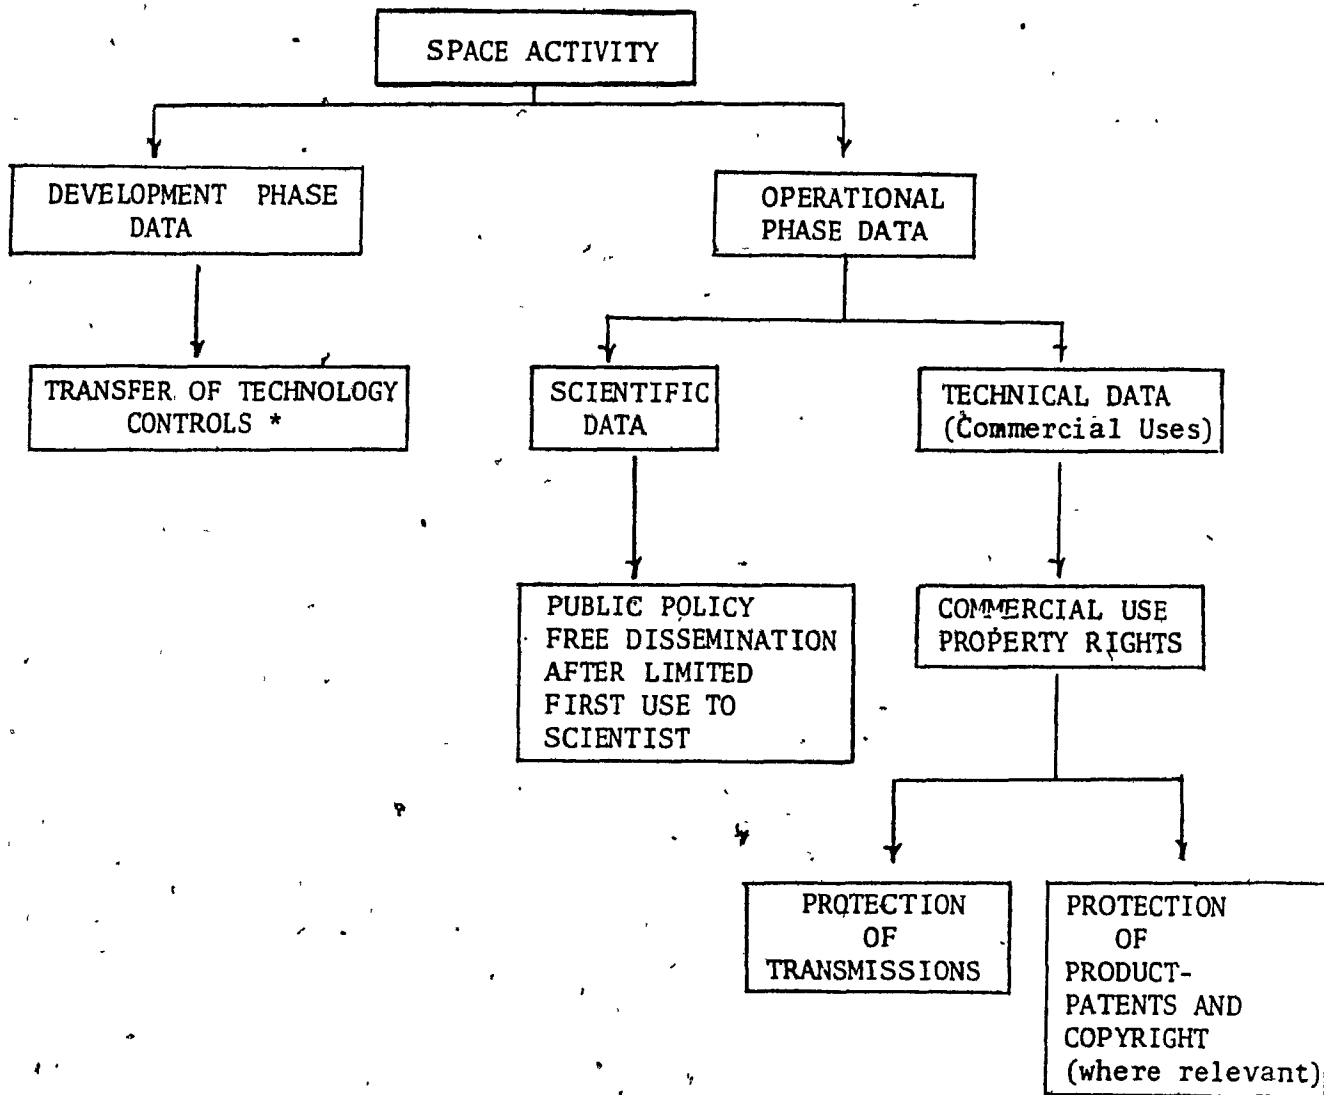 SPACE ACTIVITY
DEVELOPMENT PHASE
DATA
OPERATIONAL
PHASE DATA
TRANSFER OF TECHNOLOGY
CONTROLS *
SCIENTIFIC
DATA
TECHNICAL DATA
(Commercial Uses)
PUBLIC POLICY
FREE DISSEMINATION
AFTER LIMITED
FIRST USE TO
SCIENTIST
COMMERCIAL USE
PROPERTY RIGHTS
PROTECTION
OF
TRANSMISSIONS
PROTECTION
OF
PRODUCT-
PATENTS AND
COPYRIGHT
(where relevant)